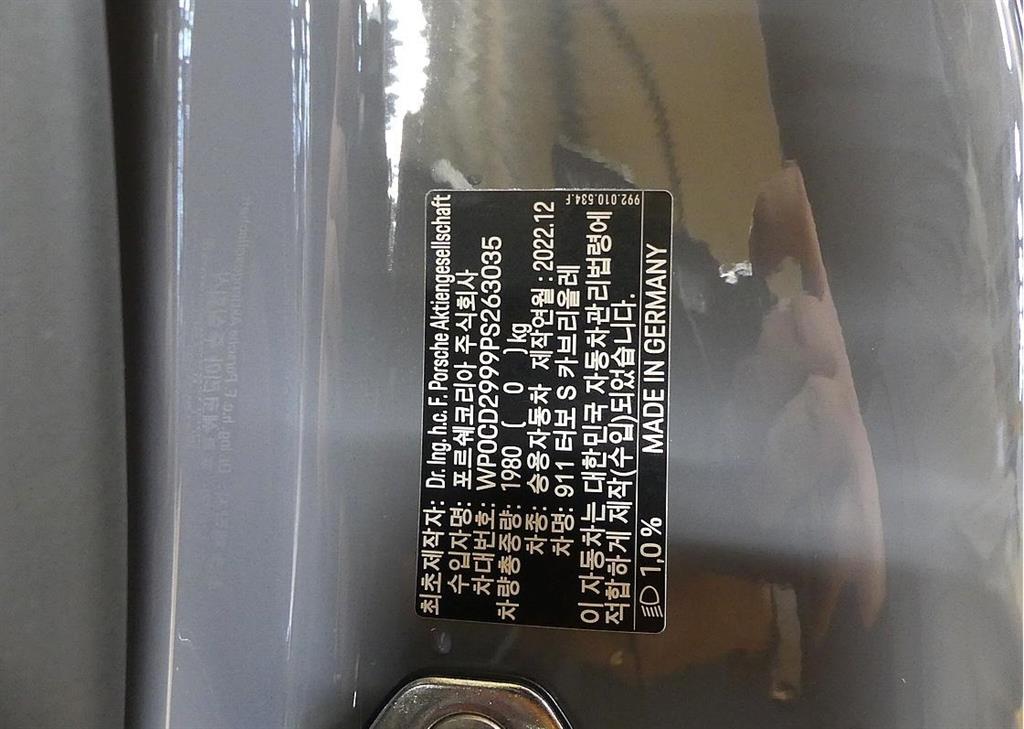 최초제작자: Dr. Ing. h.c. F. Porsche Aktiengesellschaft
수입자명: 포르쉐코리아 주식회사
차대번호: WP0CD2999PS263035
차량총중량: 1980 ( 0 ) kg
차종: 승용자동차 제작연월: 2022.12
차명: 911 터보 S 카브리올레
992.010.534.F
이 자동차는 대한민국 자동차관리법령에
적합하게 제작(수입)되었습니다.
1,0 % MADE IN GERMANY